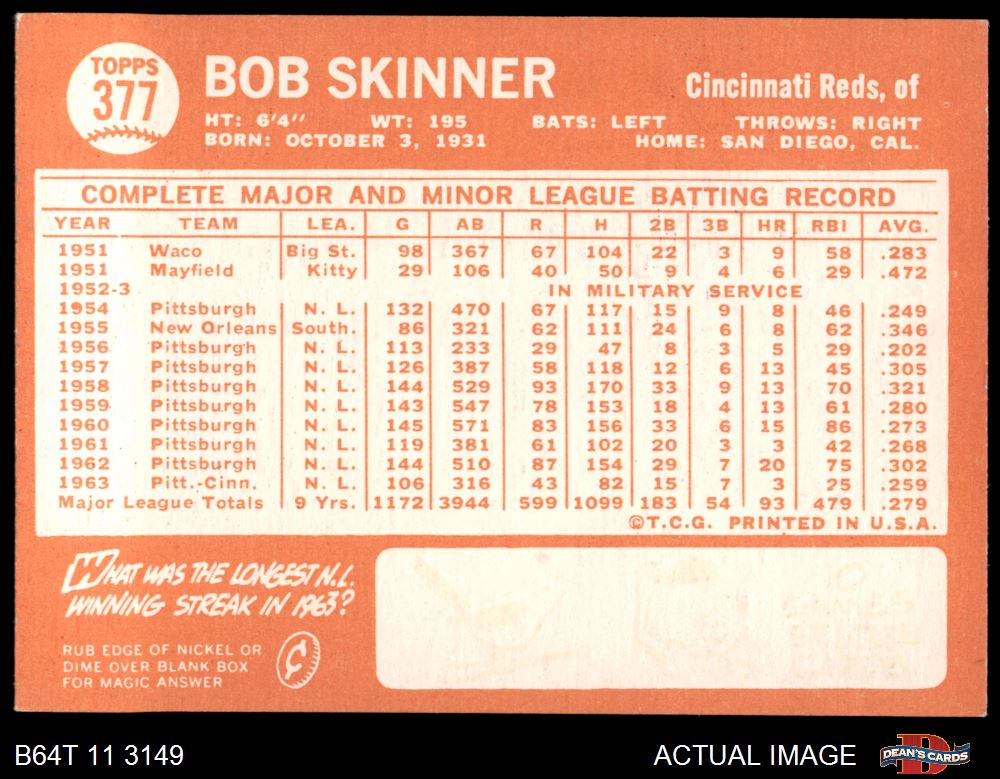 TOPPS
377
BOB SKINNER
Cincinnati Reds, of
HT: 6'4" WT: 195 BATS: LEFT THROWS: RIGHT
BORN: OCTOBER 3, 1931 HOME: SAN DIEGO, CAL.
COMPLETE MAJOR AND MINOR LEAGUE BATTING RECORD
YEAR TEAM LEA. G AB R H 2B 3B HR RBI AVG.
1951 Waco Big St. 98 367 67 104 22 3 9 58 .283
1951 Mayfield Kitty 29 106 40 50 9 4 6 29 .472
1952-3 IN MILITARY SERVICE
1954 Pittsburgh N. L. 132 470 67 117 15 9 8 46 .249
1955 New Orleans South. 86 321 62 111 24 6 8 62 .346
1956 Pittsburgh N. L. 113 233 29 47 8 3 5 29 .202
1957 Pittsburgh N. L. 126 387 58 118 12 6 13 45 .305
1958 Pittsburgh N. L. 144 529 93 170 33 9 13 70 .321
1959 Pittsburgh N. L. 143 547 78 153 18 4 13 61 .280
1960 Pittsburgh N. L. 145 571 83 156 33 6 15 86 .273
1961 Pittsburgh N. L. 119 381 61 102 20 3 3 42 .268
1962 Pittsburgh N. L. 144 510 87 154 29 7 20 75 .302
1963 Pitt.-Cinn. N. L. 106 316 43 82 15 7 3 25 .259
Major League Totals 9 Yrs. 1172 3944 599 1099 183 54 93 479 .279
©T.C.G. PRINTED IN U.S.A.
WHAT WAS THE LONGEST N.L.
WINNING STREAK IN 1963?
RUB EDGE OF NICKEL OR
DIME OVER BLANK BOX
FOR MAGIC ANSWER
B64T 11 3149 ACTUAL IMAGE DEAN'S CARDS